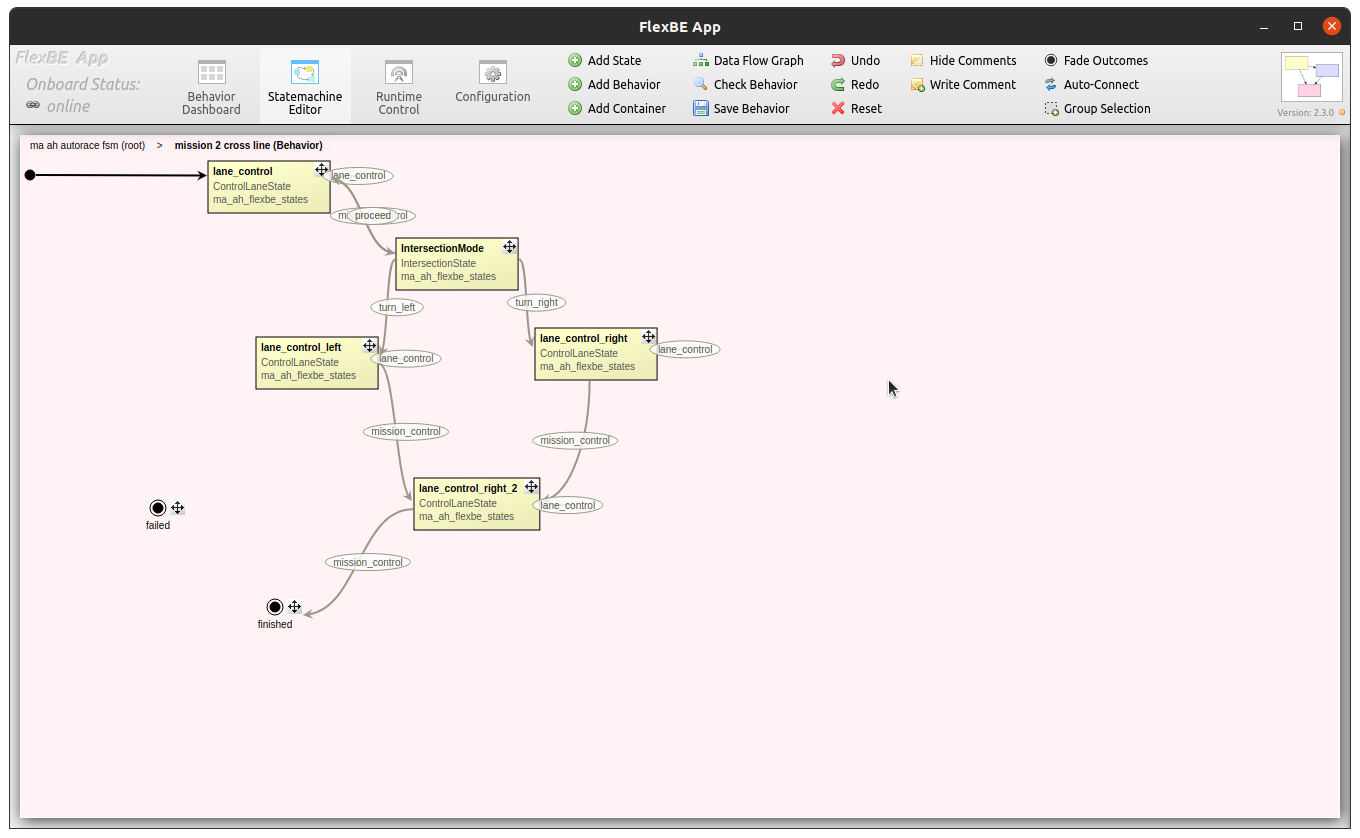 FlexBE App
FlexBE App
Onboard Status:
online
Behavior
Dashboard
Statemachine
Editor
Runtime
Control
Configuration
Add State
Add Behavior
Add Container
Data Flow Graph
Check Behavior
Save Behavior
Undo
Redo
Reset
Hide Comments
Write Comment
Fade Outcomes
Auto-Connect
Group Selection
Version: 2.3.0
ma ah autorace fsm (root) > mission 2 cross line (Behavior)
lane_control
ControlLaneState
ma_ah_flexbe_states
lane_control
proceed
IntersectionMode
IntersectionState
ma_ah_flexbe_states
turn_left
turn_right
lane_control_left
ControlLaneState
ma_ah_flexbe_states
lane_control
lane_control_right
ControlLaneState
ma_ah_flexbe_states
lane_control
mission_control
mission_control
lane_control_right_2
ControlLaneState
ma_ah_flexbe_states
lane_control
failed
mission_control
finished